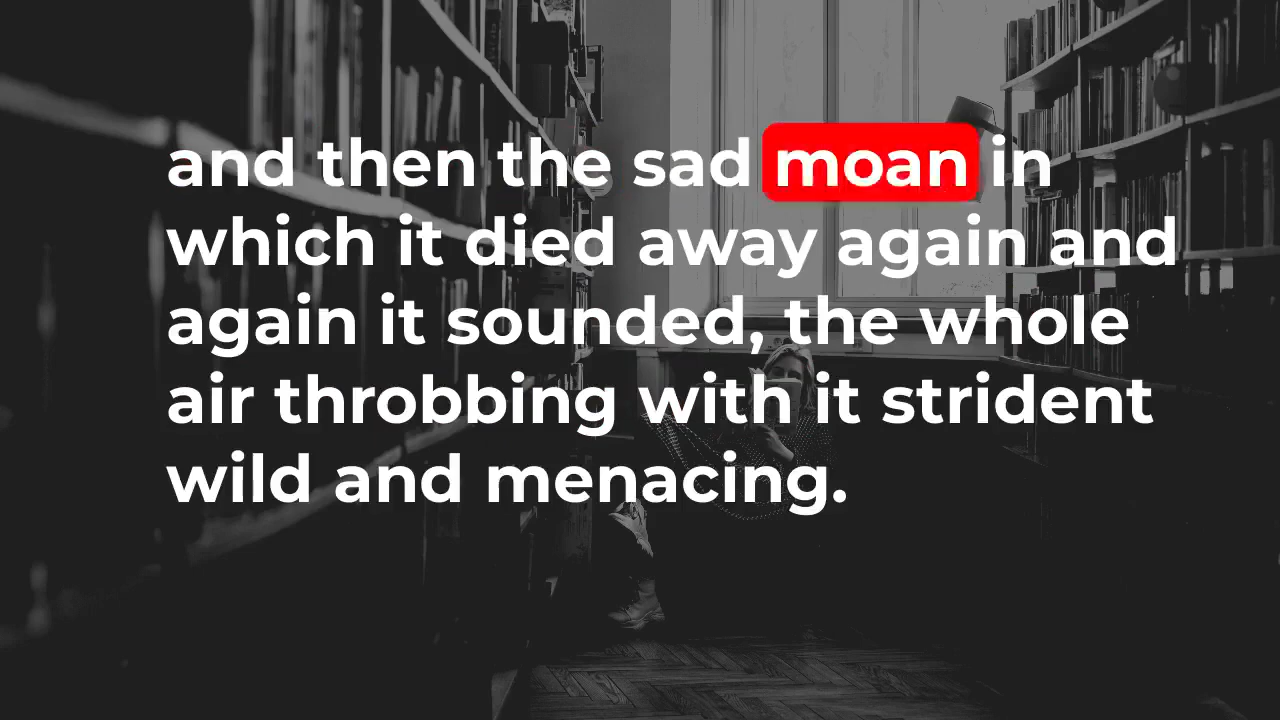 and then the sad moan in
which it died away again and
again it sounded, the whole
air throbbing with it strident
wild and menacing.